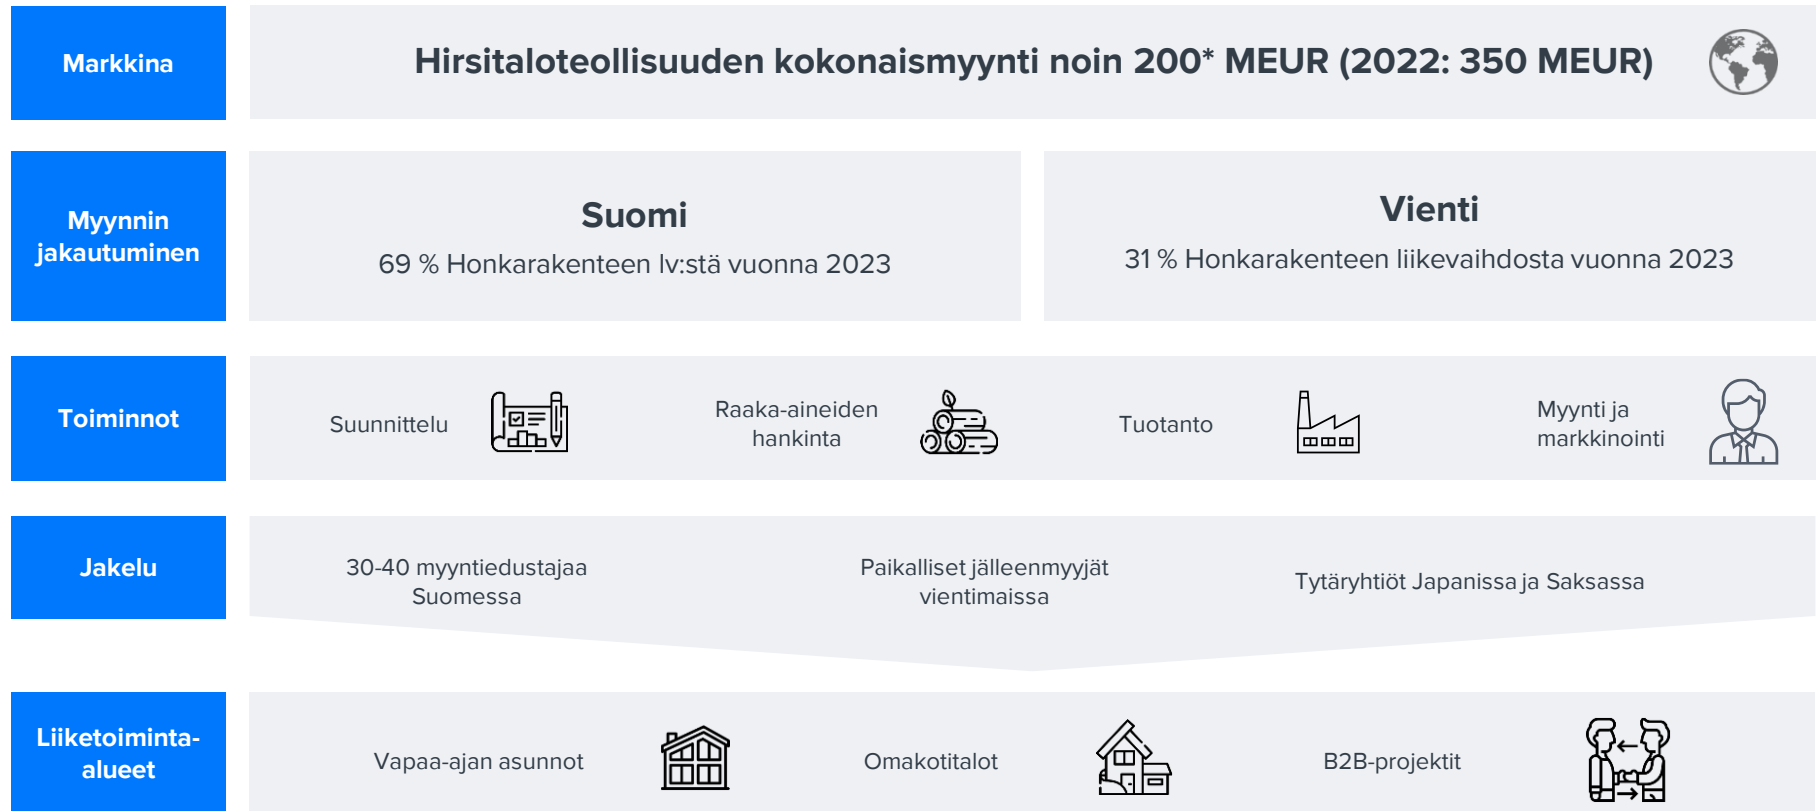 Markkina
Hirsitaloteollisuuden kokonaismyynti noin 200* MEUR (2022: 350 MEUR)
Myynnin
jakautuminen
Suomi
69 % Honkarakenteen lv:stä vuonna 2023
Vienti
31 % Honkarakenteen liikevaihdosta vuonna 2023
Toiminnot
Suunnittelu
Raaka-aineiden
hankinta
Tuotanto
Myynti ja
markkinointi
Jakelu
30-40 myyntiedustajaa
Suomessa
Paikalliset jälleenmyyjät
vientimaissa
Tytäryhtiöt Japanissa ja Saksassa
Liiketoiminta-
alueet
Vapaa-ajan asunnot
Omakotitalot
B2B-projektit